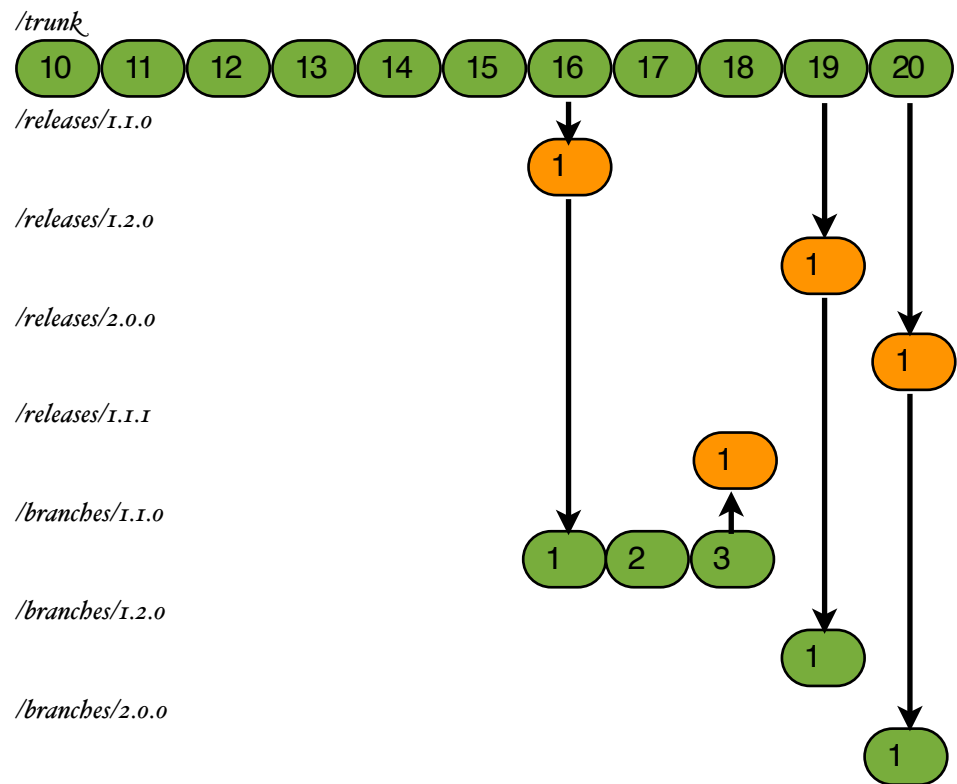 /trunk
10 11 12 13 14 15 16 17 18 19 20
/releases/1.1.0
1
/releases/1.2.0
1
/releases/2.0.0
1
/releases/1.1.1
1
/branches/1.1.0
1 2 3
/branches/1.2.0
1
/branches/2.0.0
1